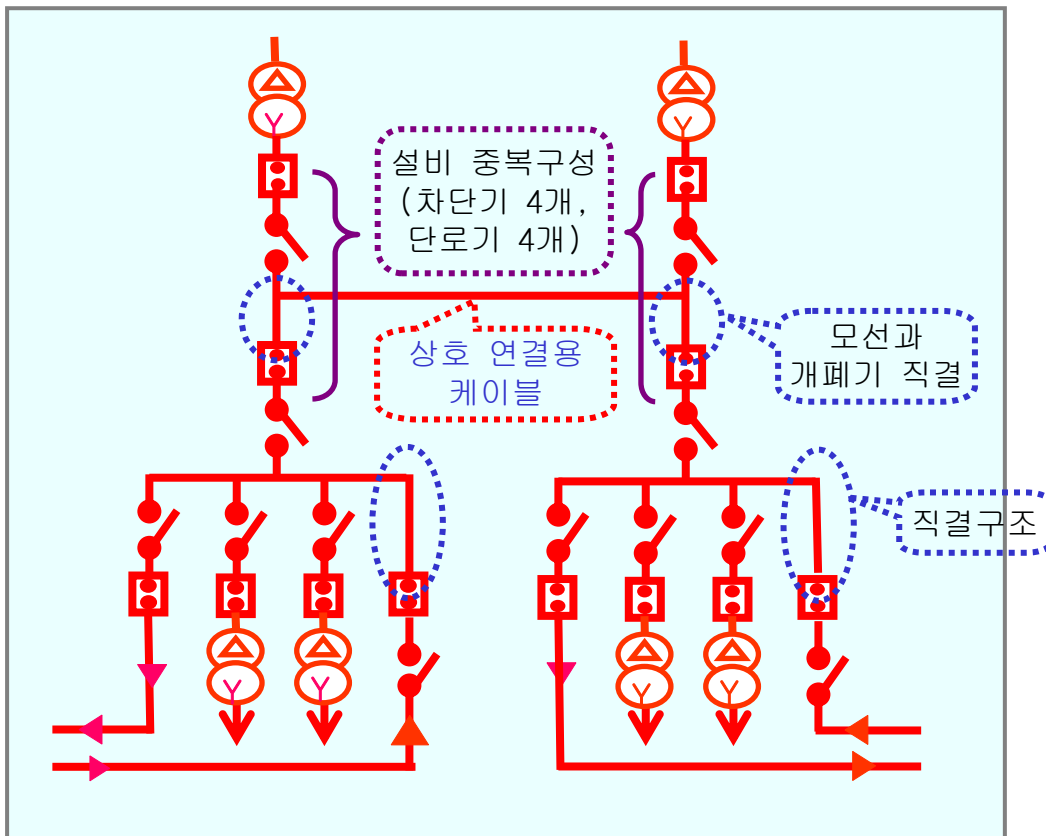 설비 중복구성
(차단기 4개,
단로기 4개)
상호 연결용
케이블
모선과
개폐기 직결
직결구조